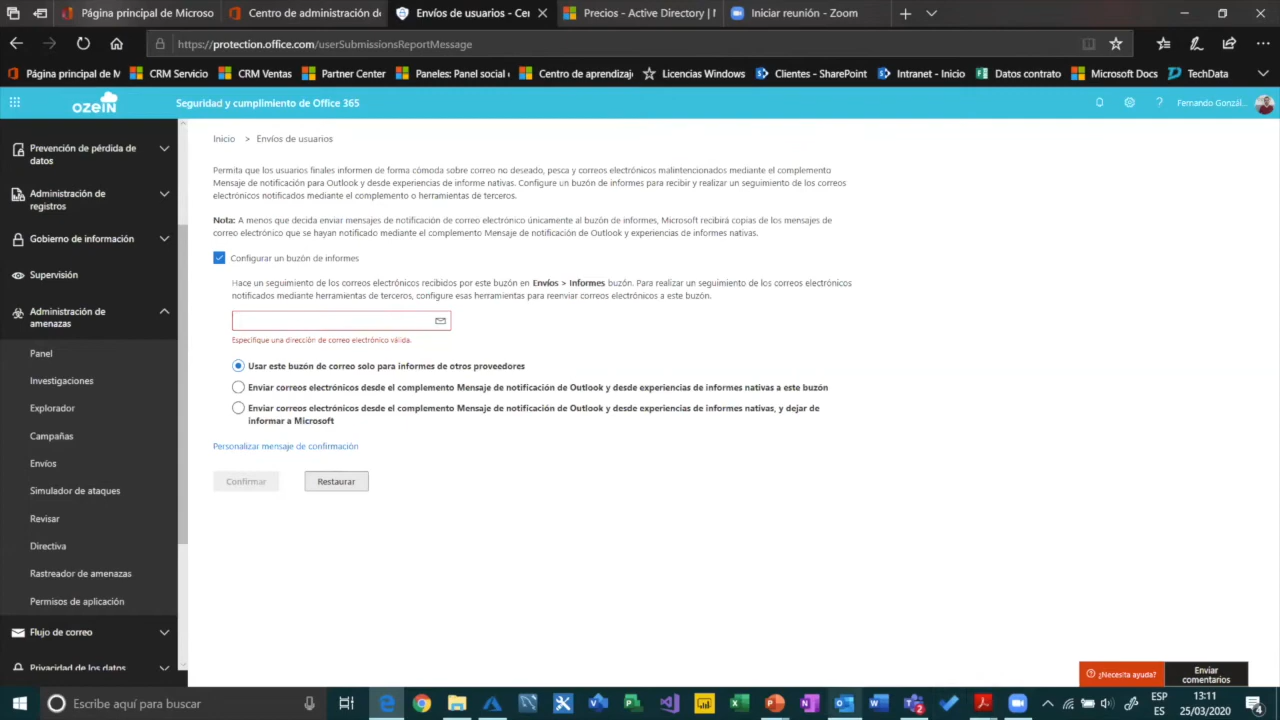 Página principal de Micros
Centro de administración de
Envíos de usuarios - Cer
Precios - Active Directory | M
Iniciar reunión - Zoom
https://protection.office.com/userSubmissionsReportMessage
Página principal de M
CRM Servicio
CRM Ventas
Partner Center
Paneles: Panel social
Centro de aprendizaje
Licencias Windows
Clientes - SharePoint
Intranet - Inicio
Datos contrato
Microsoft Docs
TechData
ozeIN
Seguridad y cumplimiento de Office 365
Fernando Gonzál...
Prevención de pérdida de
datos
Administración de
registros
Gobierno de información
Supervisión
Administración de
amenazas
Panel
Investigaciones
Explorador
Campañas
Envíos
Simulador de ataques
Revisar
Directiva
Rastreador de amenazas
Permisos de aplicación
Flujo de correo
Privacidad de los datos
Inicio > Envíos de usuarios
Permita que los usuarios finales informen de forma cómoda sobre correo no deseado, pesca y correos electrónicos malintencionados mediante el complemento
Mensaje de notificación para Outlook y desde experiencias de informe nativas. Configure un buzón de informes para recibir y realizar un seguimiento de los correos
electrónicos notificados mediante el complemento o herramientas de terceros.
Nota: A menos que decida enviar mensajes de notificación de correo electrónico únicamente al buzón de informes, Microsoft recibirá copias de los mensajes de
correo electrónico que se hayan notificado mediante el complemento Mensaje de notificación de Outlook y experiencias de informes nativas.
Configurar un buzón de informes
Hace un seguimiento de los correos electrónicos recibidos por este buzón en Envíos > Informes buzón. Para realizar un seguimiento de los correos electrónicos
notificados mediante herramientas de terceros, configure esas herramientas para reenviar correos electrónicos a este buzón.
Especifique una dirección de correo electrónico válida.
Usar este buzón de correo solo para informes de otros proveedores
Enviar correos electrónicos desde el complemento Mensaje de notificación de Outlook y desde experiencias de informes nativas a este buzón
Enviar correos electrónicos desde el complemento Mensaje de notificación de Outlook y desde experiencias de informes nativas, y dejar de
informar a Microsoft
Personalizar mensaje de confirmación
Confirmar
Restaurar
¿Necesita ayuda?
Enviar
comentarios
Escribe aquí para buscar
ESP
ES
13:11
25/03/2020